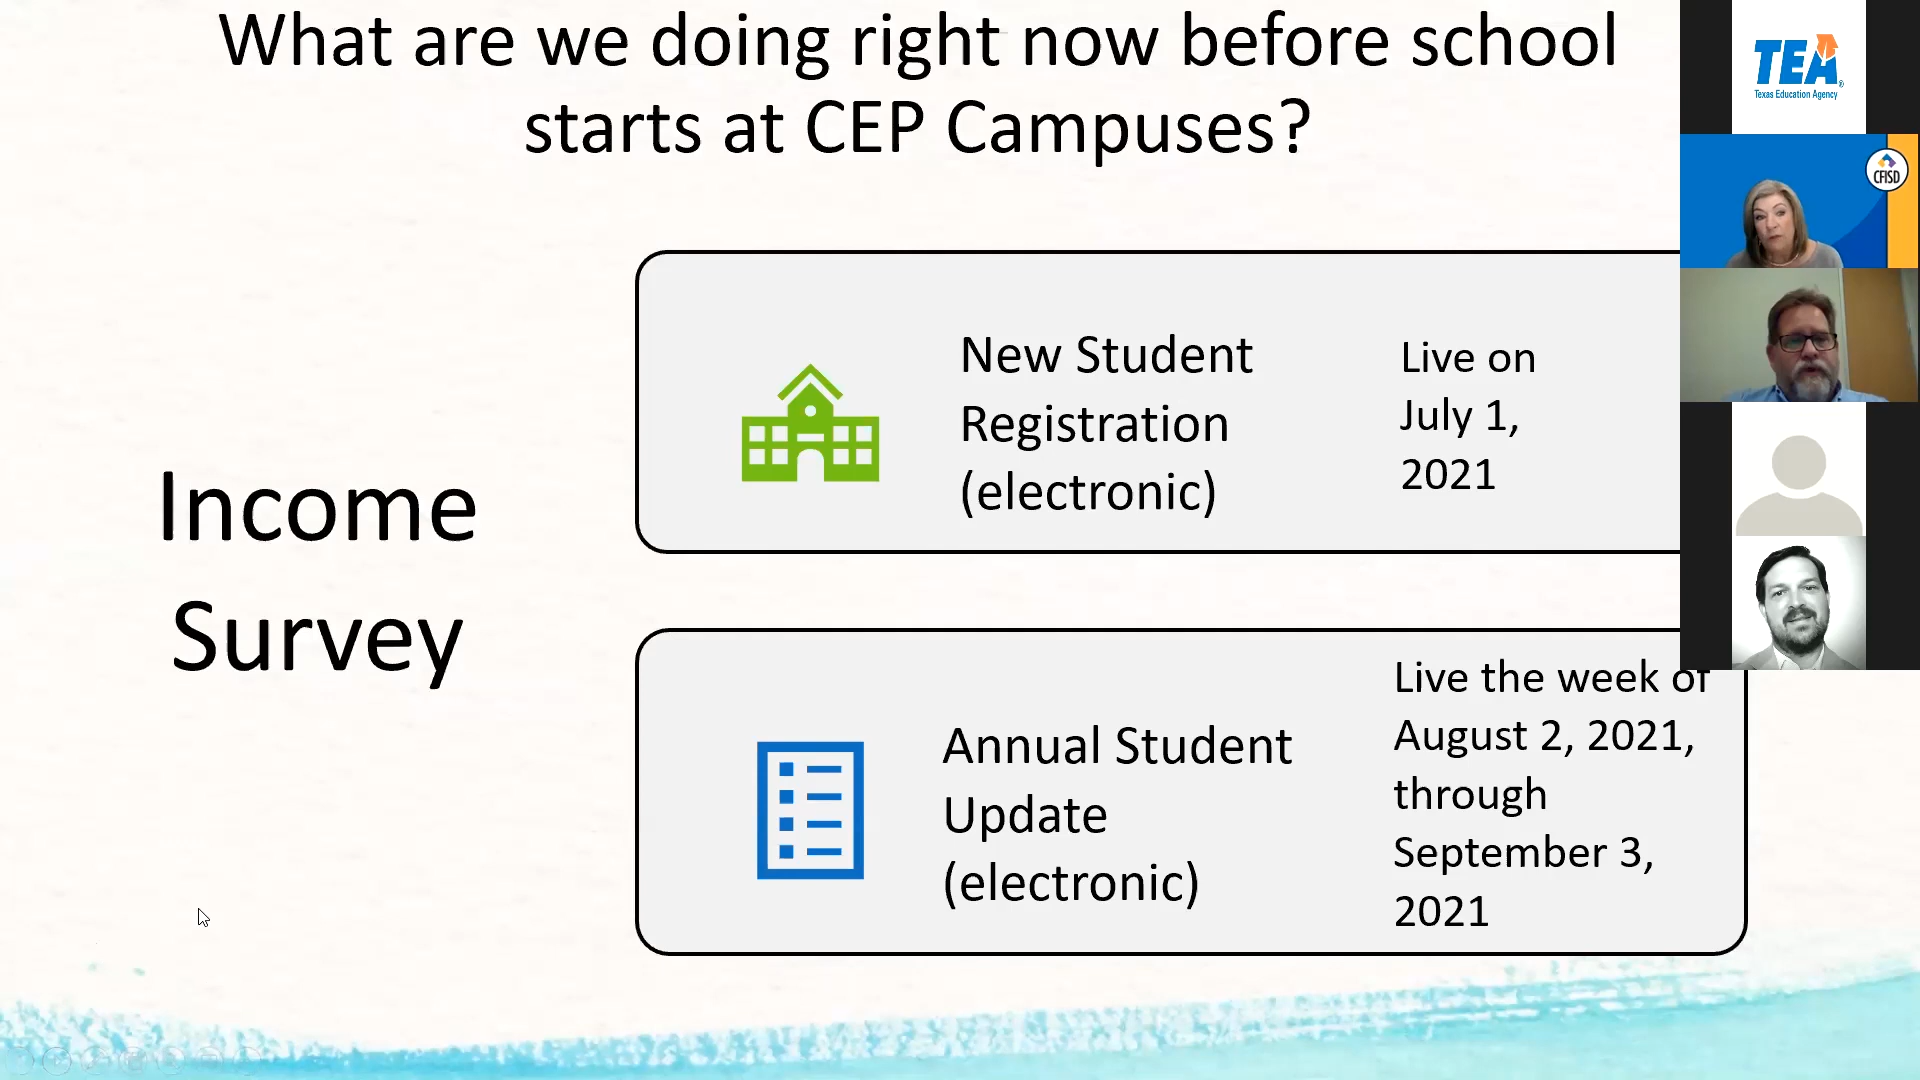 What are we doing right now before school
starts at CEP Campuses?
Income
Survey
New Student
Registration
(electronic)
Live on
July 1,
2021
Annual Student
Update
(electronic)
Live the week of
August 2, 2021,
through
September 3,
2021
TEA
Texas Education Agency
CFISD